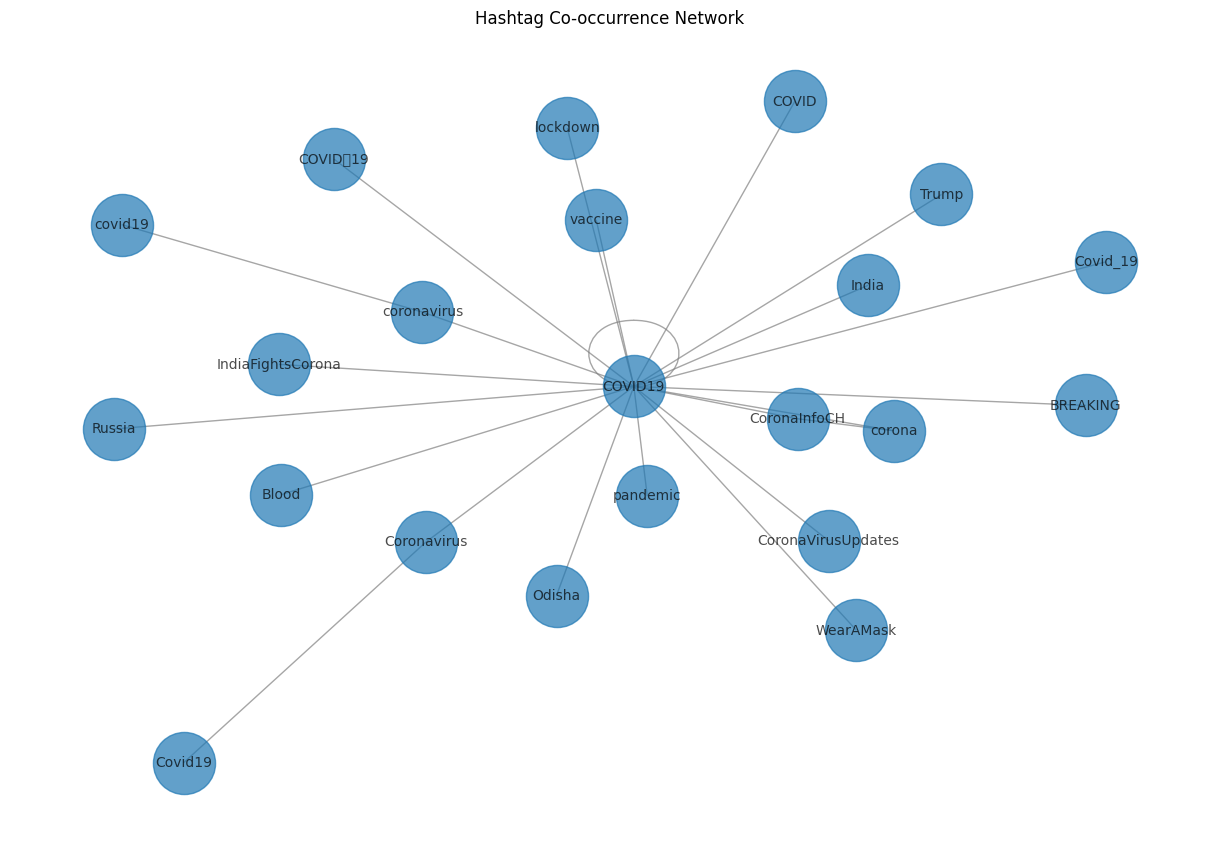 Hashtag Co-occurrence Network
COVID
lockdown
COVID▯19
Trump
vaccine
covid19
Covid_19
India
coronavirus
IndiaFightsCorona
COVID19
BREAKING
CoronaInfoCH
Russia
corona
Blood
pandemic
Coronavirus
CoronaVirusUpdates
Odisha
WearAMask
Covid19